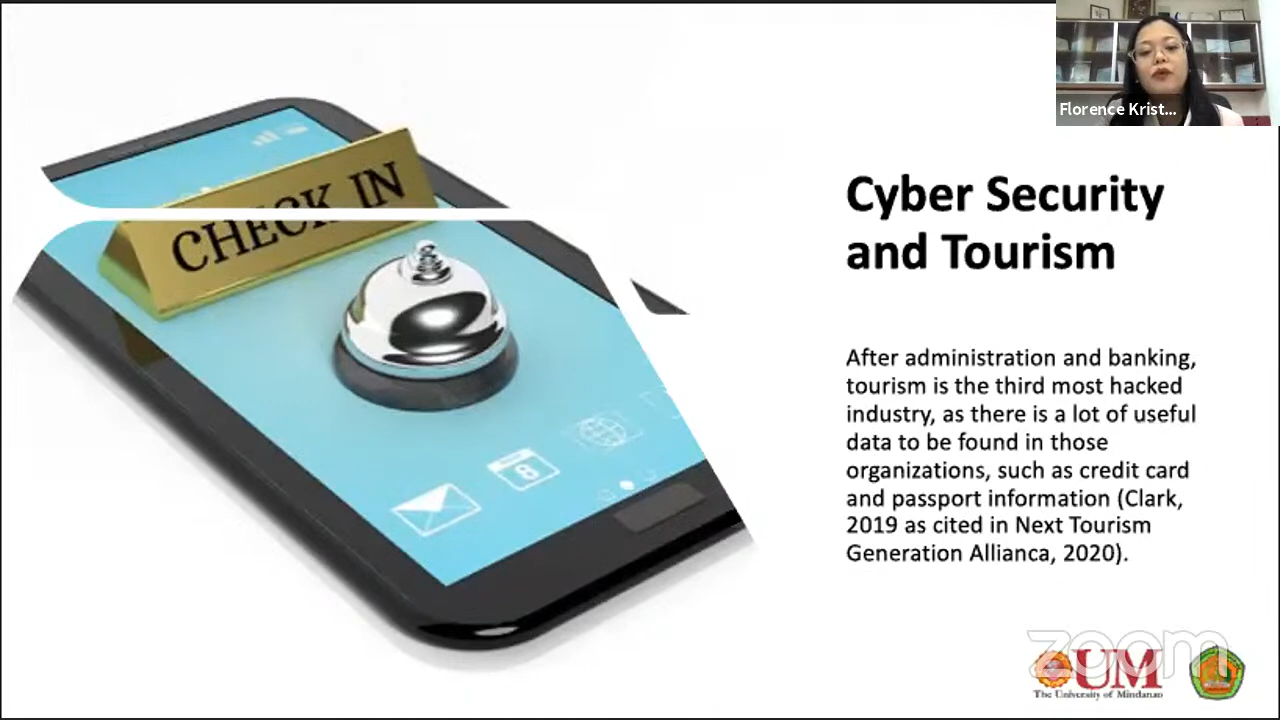 Florence Krist...
CHECK IN
8
Cyber Security
and Tourism
After administration and banking,
tourism is the third most hacked
industry, as there is a lot of useful
data to be found in those
organizations, such as credit card
and passport information (Clark,
2019 as cited in Next Tourism
Generation Allianca, 2020).
zoom
UM
The University of Mindanao